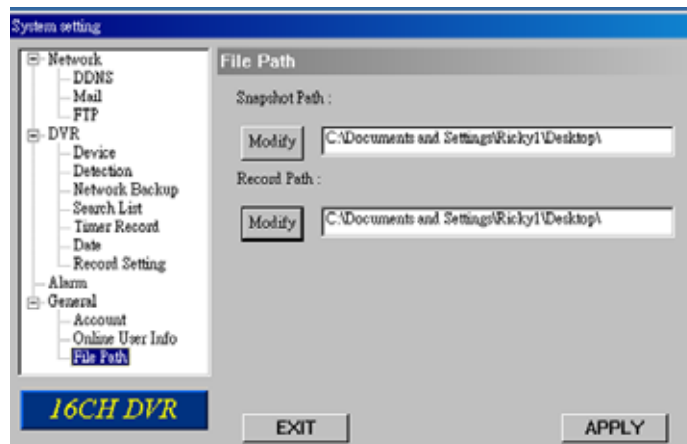 System setting
Network
DDNS
Mail
FTP
DVR
Device
Detection
Network Backup
Search List
Timer Record
Date
Record Setting
Alarm
General
Account
Online User Info
File Path
16CH DVR
File Path
Snapshot Path :
Modify C:\Documents and Settings\Ricky1\Desktop\
Record Path :
Modify C:\Documents and Settings\Ricky1\Desktop\
EXIT APPLY